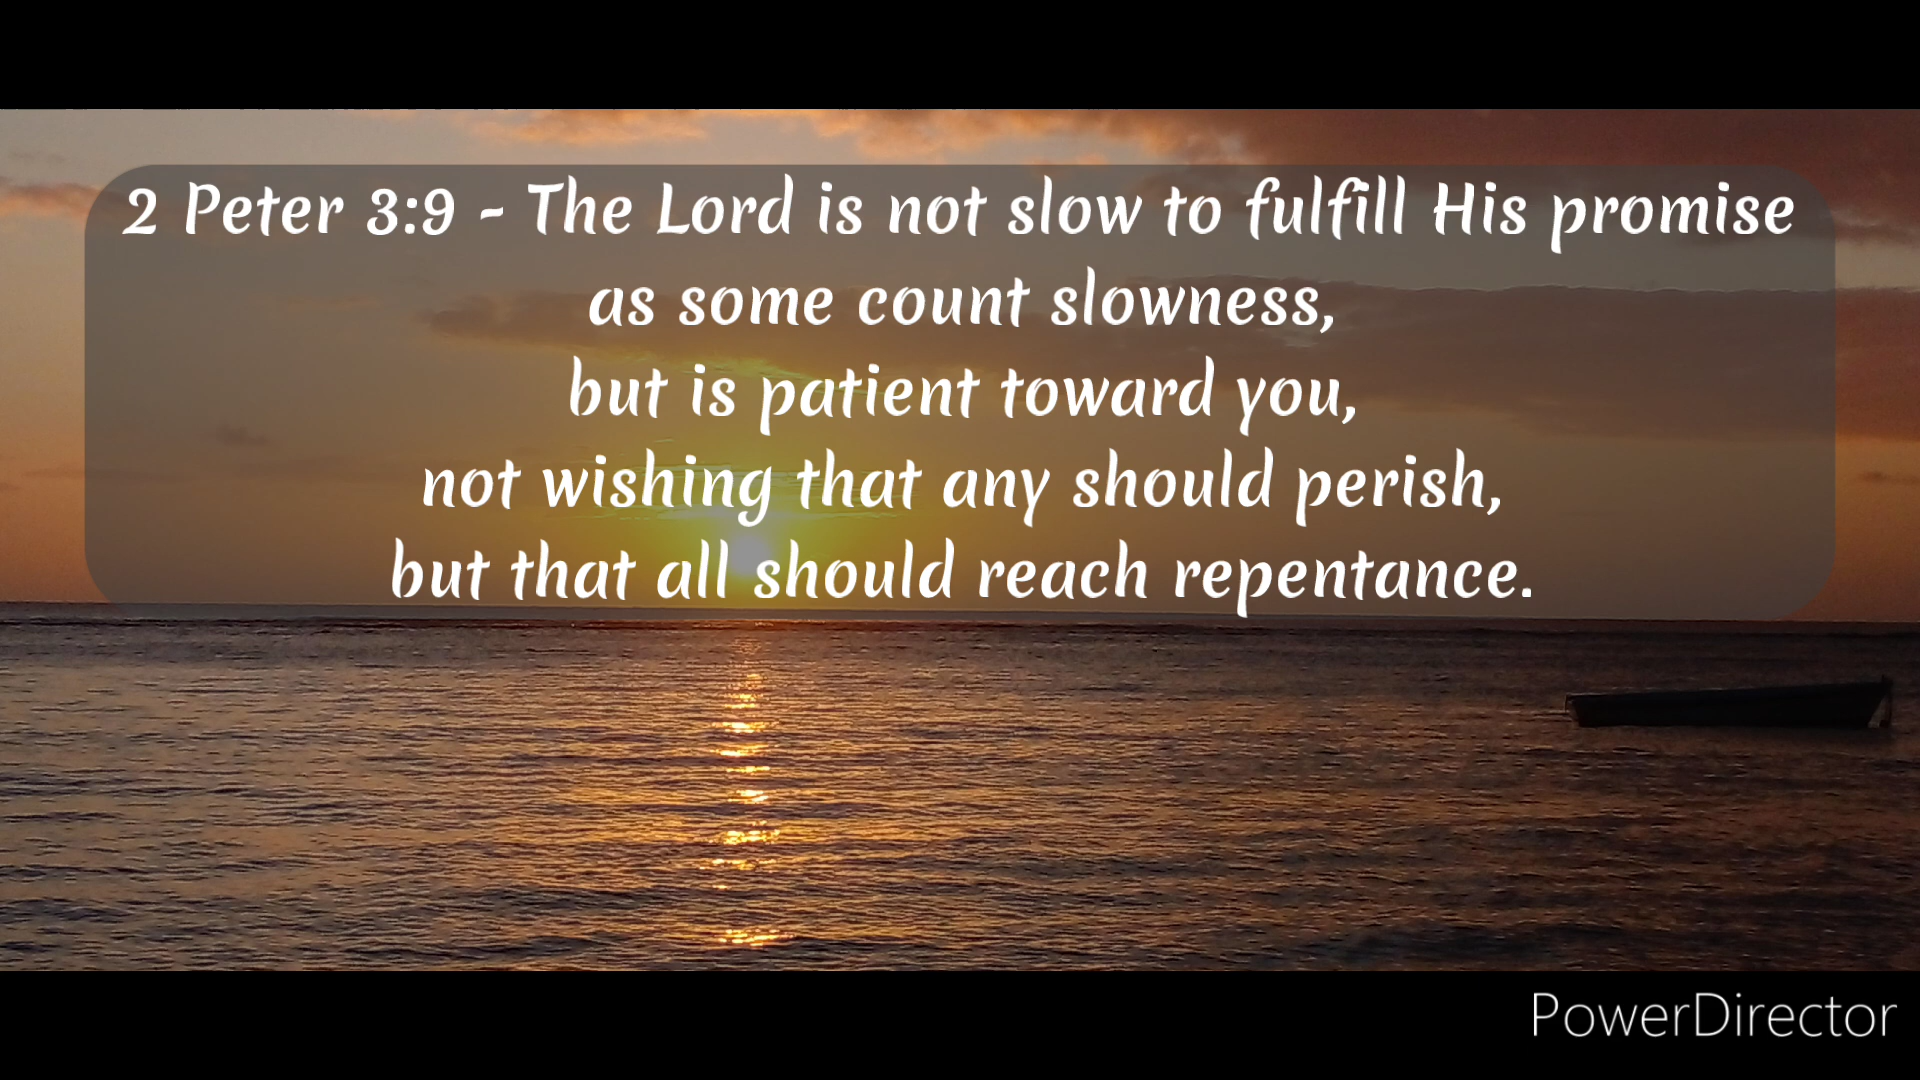 2 Peter 3:9 - The Lord is not slow to fulfill His promise
as some count slowness,
but is patient toward you,
not wishing that any should perish,
but that all should reach repentance.
PowerDirector